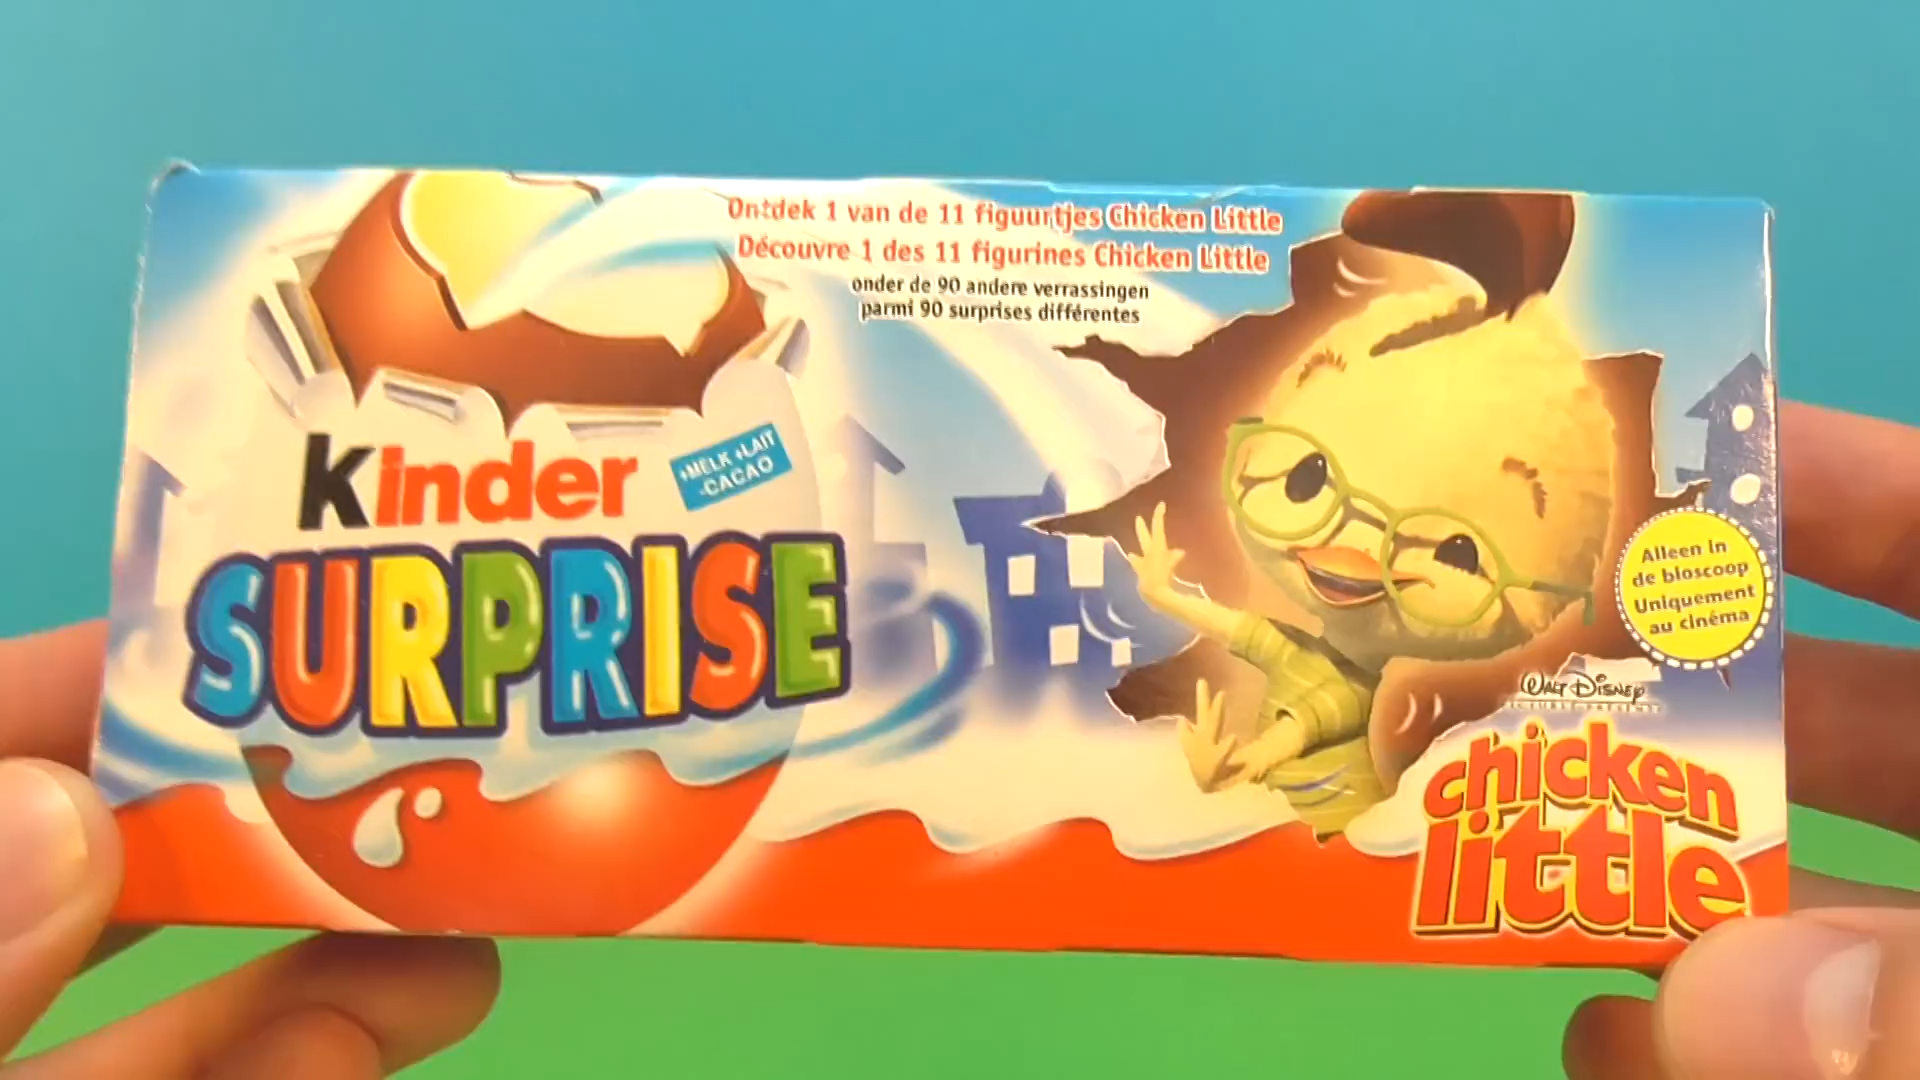 Ontdek 1 van de 11 figuurtjes Chicken Little
Découvre 1 des 11 figurines Chicken Little
onder de 90 andere verrassingen
parmi 90 surprises différentes
Kinder
+MELK +LAIT
-CACAO
SURPRISE
Alleen in
de bioscoop
Uniquement
au cinéma
WALT DISNEY
PICTURES PRESENTS
chicken
little